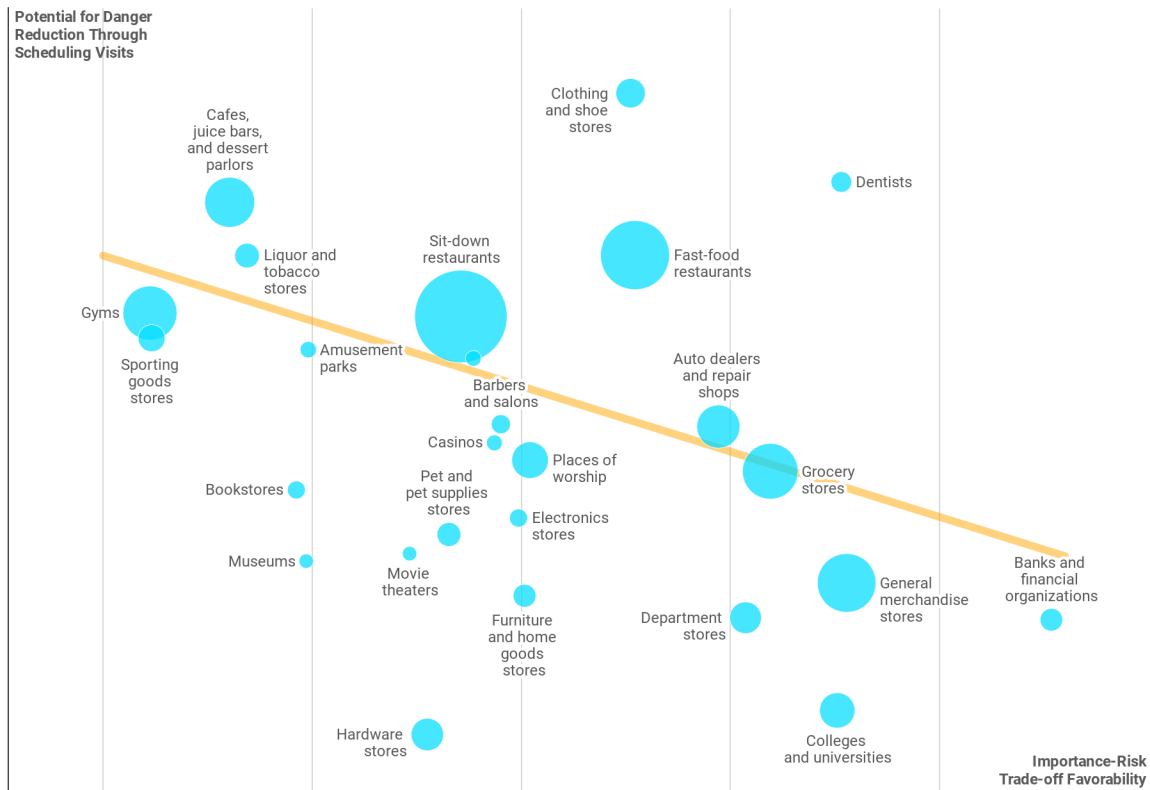 Potential for Danger
Reduction Through
Scheduling Visits
Clothing
and shoe
stores
Cafes,
juice bars,
and dessert
parlors
Dentists
Sit-down
restaurants
Liquor and
tobacco
stores
Fast-food
restaurants
Gyms
Sporting
goods
stores
Amusement
parks
Auto dealers
and repair
shops
Barbers
and salons
Casinos
Places of
worship
Pet and
pet supplies
stores
Grocery
stores
Bookstores
Electronics
stores
Museums
Movie
theaters
Banks and
financial
organizations
General
merchandise
stores
Furniture
and home
goods
stores
Department
stores
Hardware
stores
Colleges
and universities
Importance-Risk
Trade-off Favorability